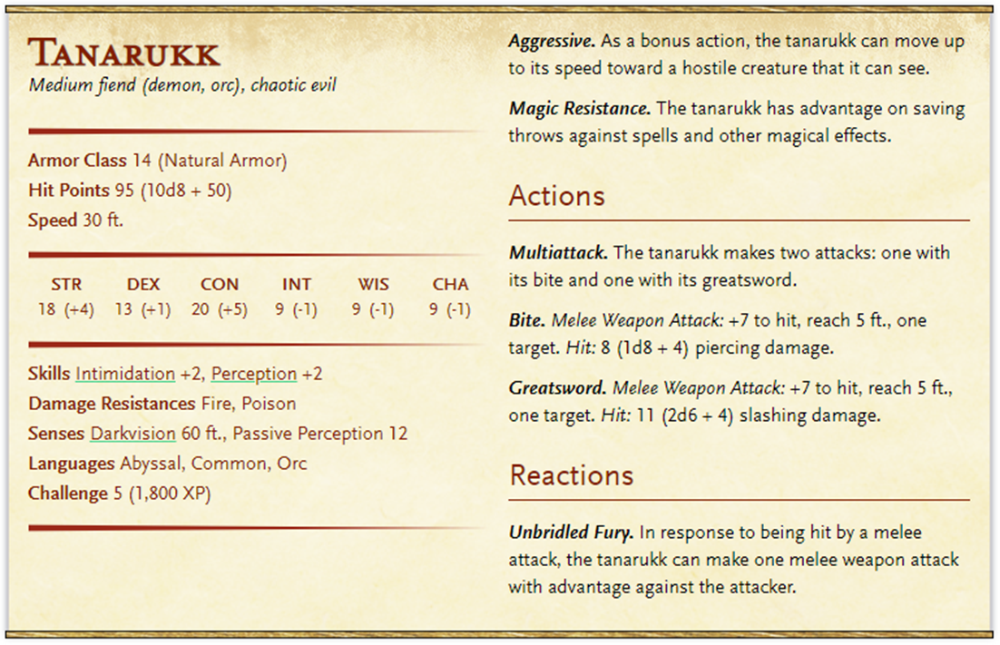 TANARUKK
Medium fiend (demon, orc), chaotic evil
Armor Class 14 (Natural Armor)
Hit Points 95 (10d8 + 50)
Speed 30 ft.
STR DEX CON INT WIS CHA
18 (+4) 13 (+1) 20 (+5) 9 (-1) 9 (-1) 9 (-1)
Skills Intimidation +2, Perception +2
Damage Resistances Fire, Poison
Senses Darkvision 60 ft., Passive Perception 12
Languages Abyssal, Common, Orc
Challenge 5 (1,800 XP)
Aggressive. As a bonus action, the tanarukk can move up
to its speed toward a hostile creature that it can see.
Magic Resistance. The tanarukk has advantage on saving
throws against spells and other magical effects.
Actions
Multiattack. The tanarukk makes two attacks: one with
its bite and one with its greatsword.
Bite. Melee Weapon Attack: +7 to hit, reach 5 ft., one
target. Hit: 8 (1d8 + 4) piercing damage.
Greatsword. Melee Weapon Attack: +7 to hit, reach 5 ft.,
one target. Hit: 11 (2d6 + 4) slashing damage.
Reactions
Unbridled Fury. In response to being hit by a melee
attack, the tanarukk can make one melee weapon attack
with advantage against the attacker.